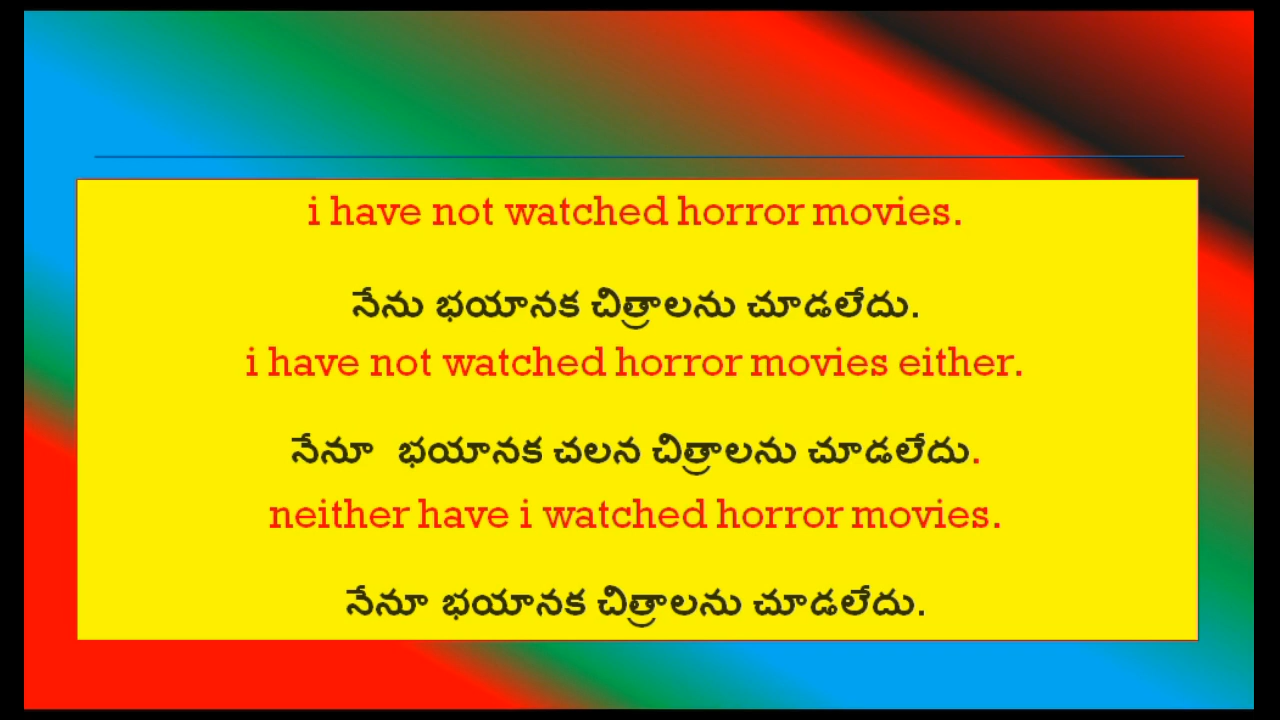 i have not watched horror movies.
నేను భయానక చిత్రాలను చూడలేదు.
i have not watched horror movies either.
నేనూ భయానక చలన చిత్రాలను చూడలేదు.
neither have i watched horror movies.
నేనూ భయానక చిత్రాలను చూడలేదు.